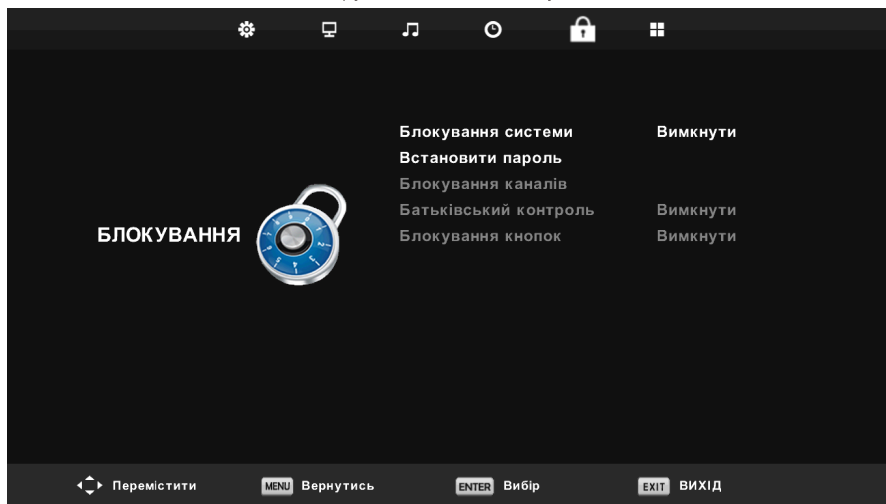 Блокування системи Вимкнути
Встановити пароль
Блокування каналів
Батьківський контроль Вимкнути
Блокування кнопок Вимкнути
БЛОКУВАННЯ
Перемістити MENU Вернутись ENTER Вибір EXIT ВИХІД